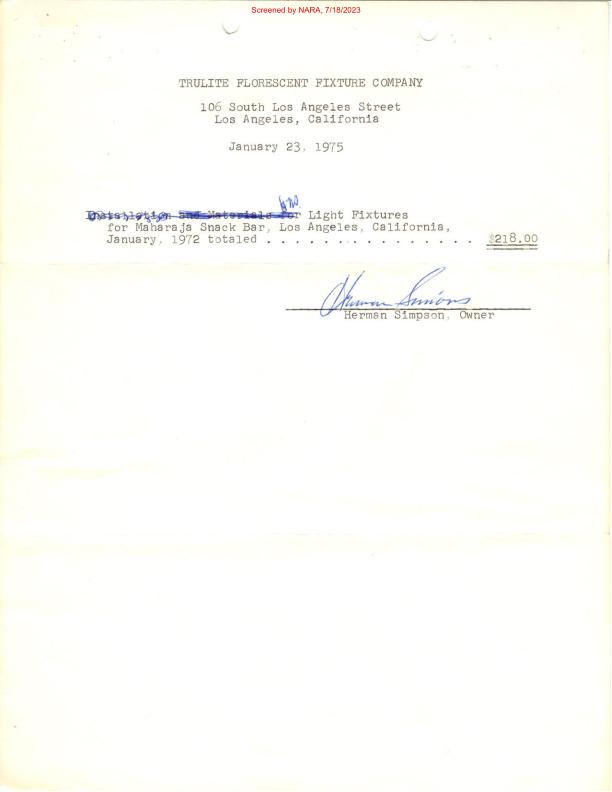 Screened by NARA, 7/18/2023
TRULITE FLORESCENT FIXTURE COMPANY
106 South Los Angeles Street
Los Angeles, California
January 23, 1975
Installation and Materials for Light Fixtures
for Maharaja Snack Bar, Los Angeles, California,
January, 1972 totaled . . . . . . . . . . . . . . . . $218.00
Herman Simons
Herman Simpson, Owner